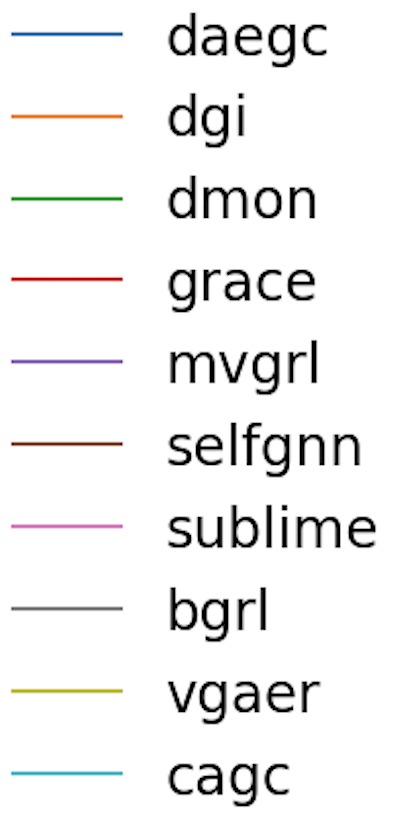 daegc
dgi
dmon
grace
mvgrl
selfgnn
sublime
bgrl
vgaer
cagc